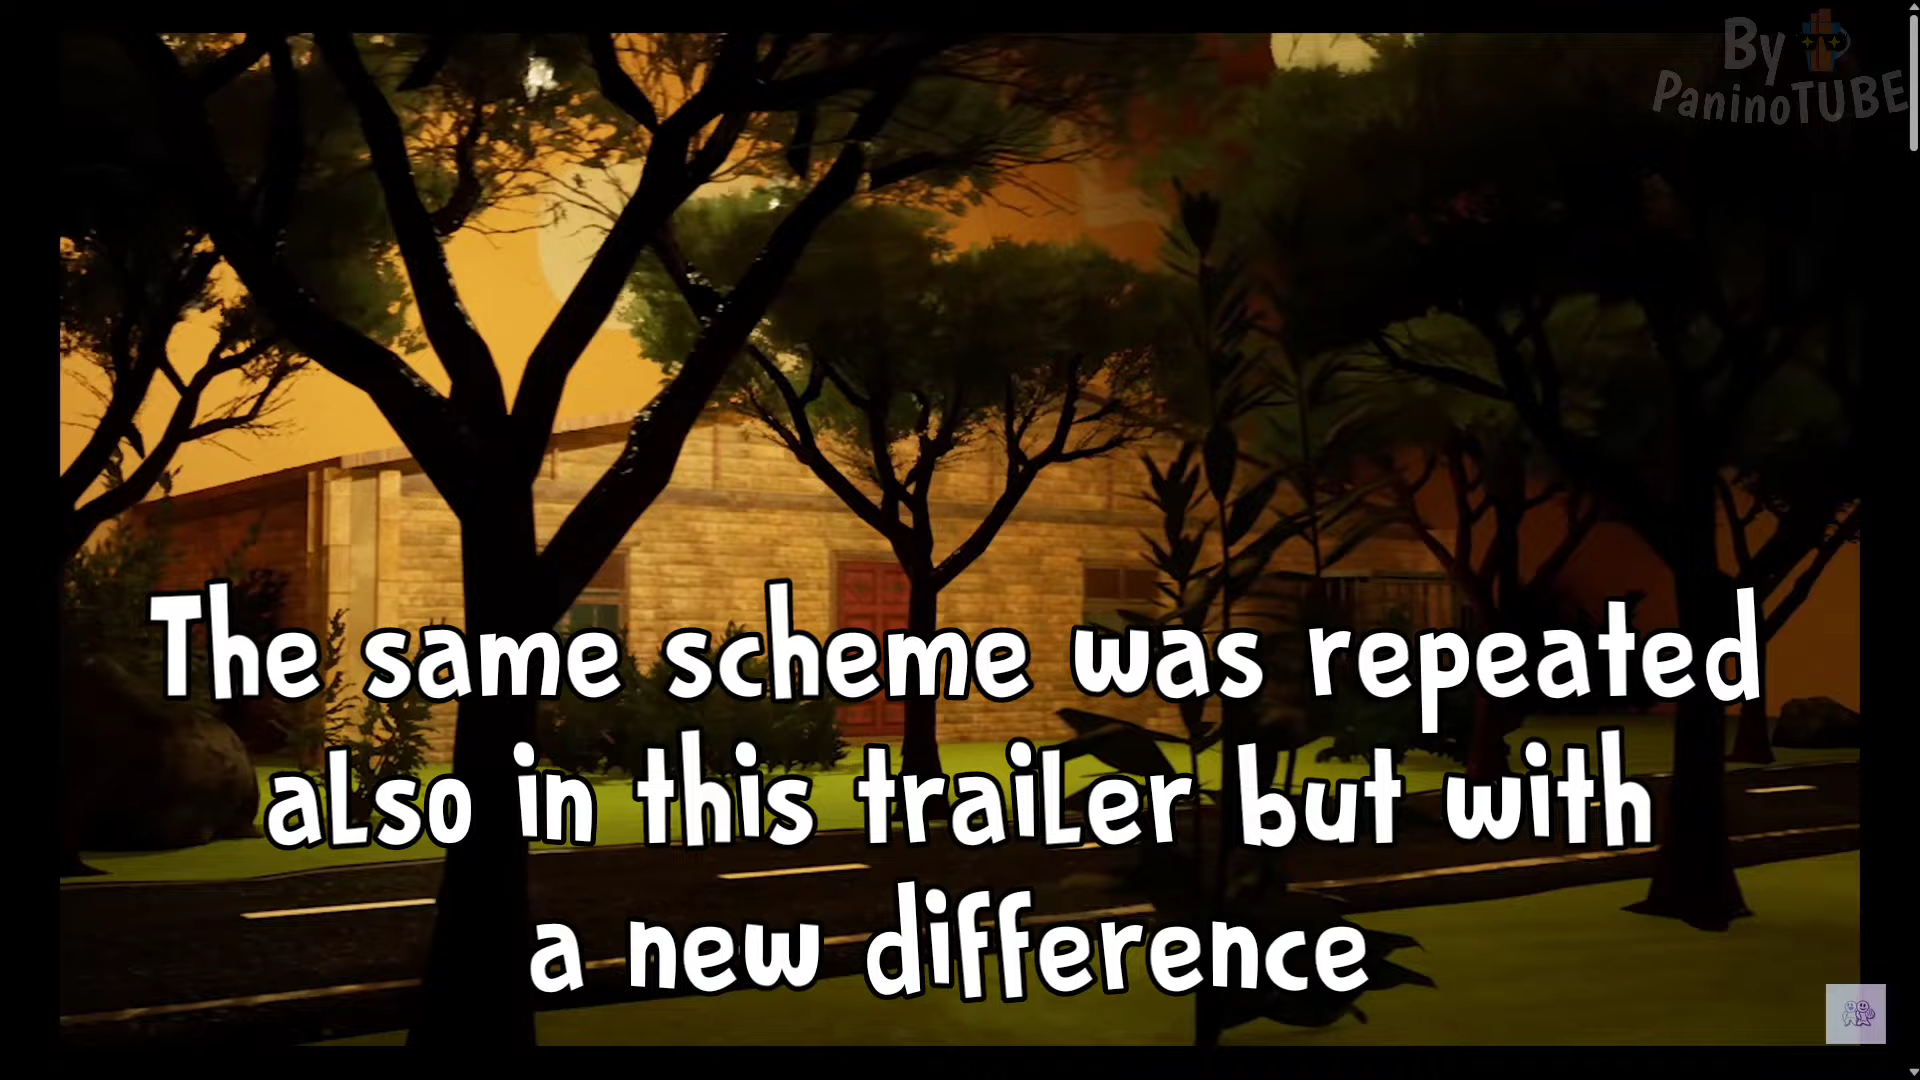 By
PaninoTUBE
The same scheme was repeated
also in this trailer but with
a new difference